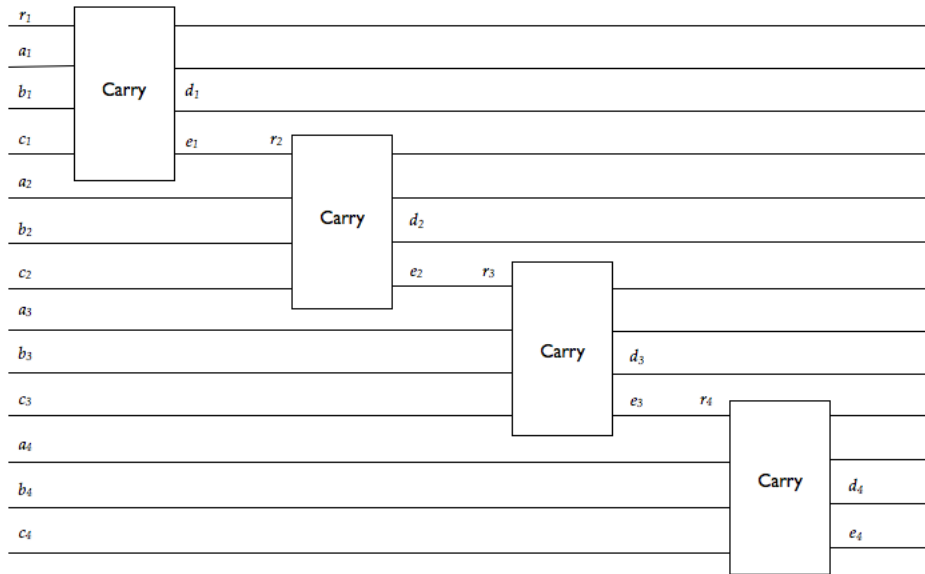 r₁
a₁
Carry
b₁ d₁
c₁ e₁ r₂
a₂
Carry
b₂ d₂
c₂ e₂ r₃
a₃
Carry
b₃ d₃
c₃ e₃ r₄
a₄
Carry
b₄ d₄
c₄ e₄